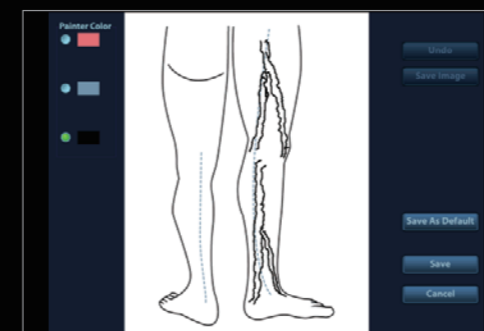 Painter Color
Undo
Save Image
Save As Default
Save
Cancel